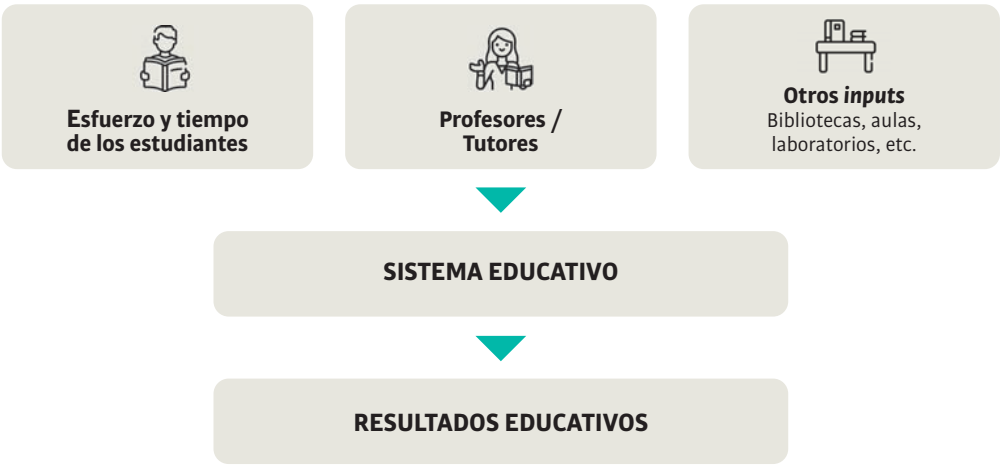 Esfuerzo y tiempo
de los estudiantes
Profesores /
Tutores
Otros inputs
Bibliotecas, aulas,
laboratorios, etc.
SISTEMA EDUCATIVO
RESULTADOS EDUCATIVOS